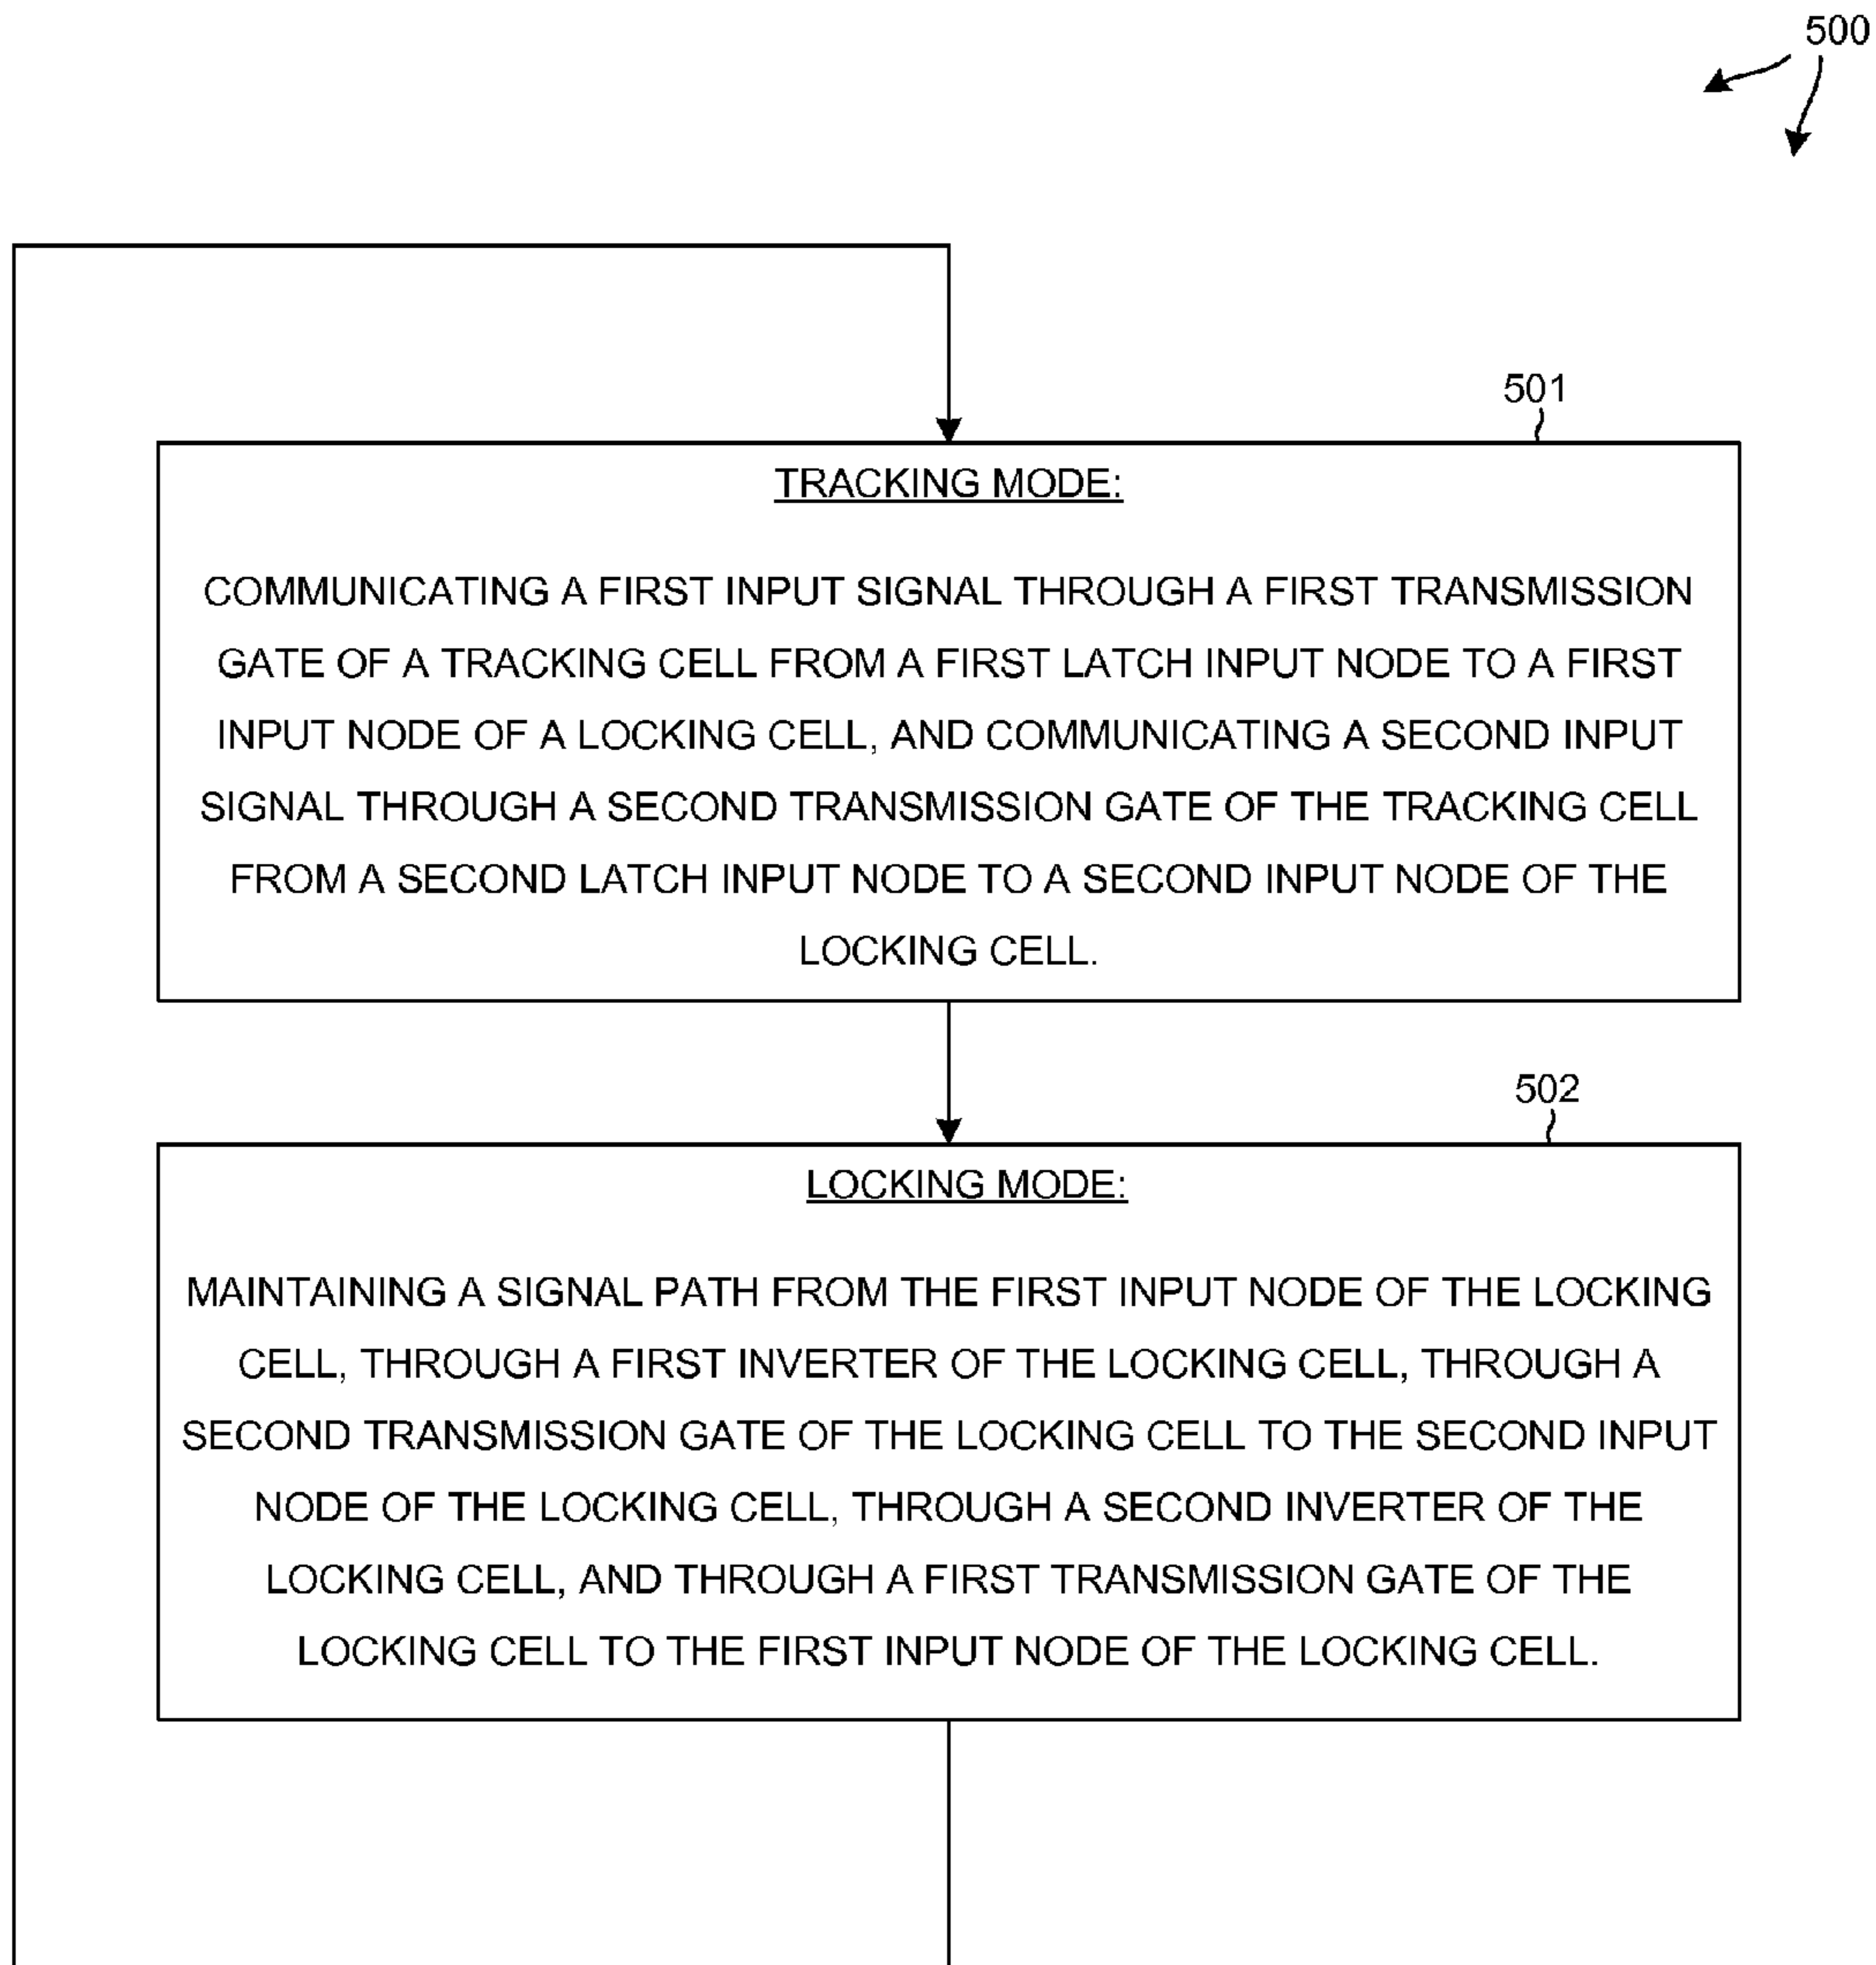 500
501
TRACKING MODE:
COMMUNICATING A FIRST INPUT SIGNAL THROUGH A FIRST TRANSMISSION
GATE OF A TRACKING CELL FROM A FIRST LATCH INPUT NODE TO A FIRST
INPUT NODE OF A LOCKING CELL, AND COMMUNICATING A SECOND INPUT
SIGNAL THROUGH A SECOND TRANSMISSION GATE OF THE TRACKING CELL
FROM A SECOND LATCH INPUT NODE TO A SECOND INPUT NODE OF THE
LOCKING CELL.
502
LOCKING MODE:
MAINTAINING A SIGNAL PATH FROM THE FIRST INPUT NODE OF THE LOCKING
CELL, THROUGH A FIRST INVERTER OF THE LOCKING CELL, THROUGH A
SECOND TRANSMISSION GATE OF THE LOCKING CELL TO THE SECOND INPUT
NODE OF THE LOCKING CELL, THROUGH A SECOND INVERTER OF THE
LOCKING CELL, AND THROUGH A FIRST TRANSMISSION GATE OF THE
LOCKING CELL TO THE FIRST INPUT NODE OF THE LOCKING CELL.